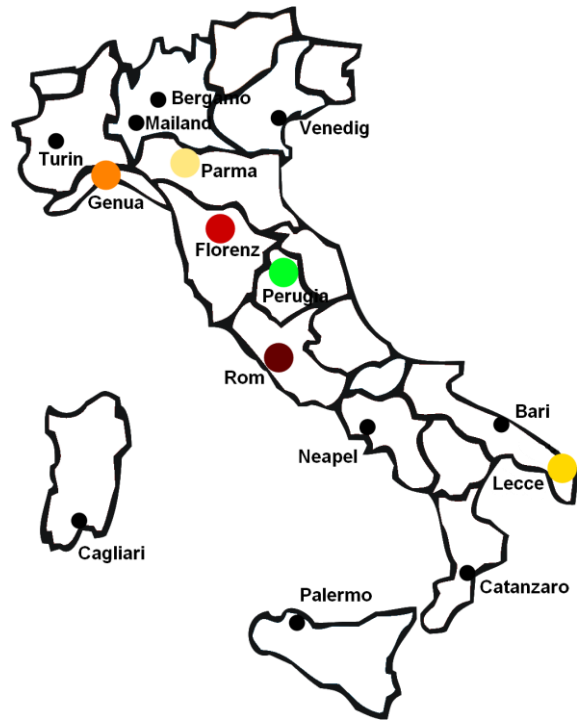 Bergamo
Mailand
Venedig
Turin
Parma
Genua
Florenz
Perugia
Rom
Bari
Neapel
Lecce
Cagliari
Catanzaro
Palermo